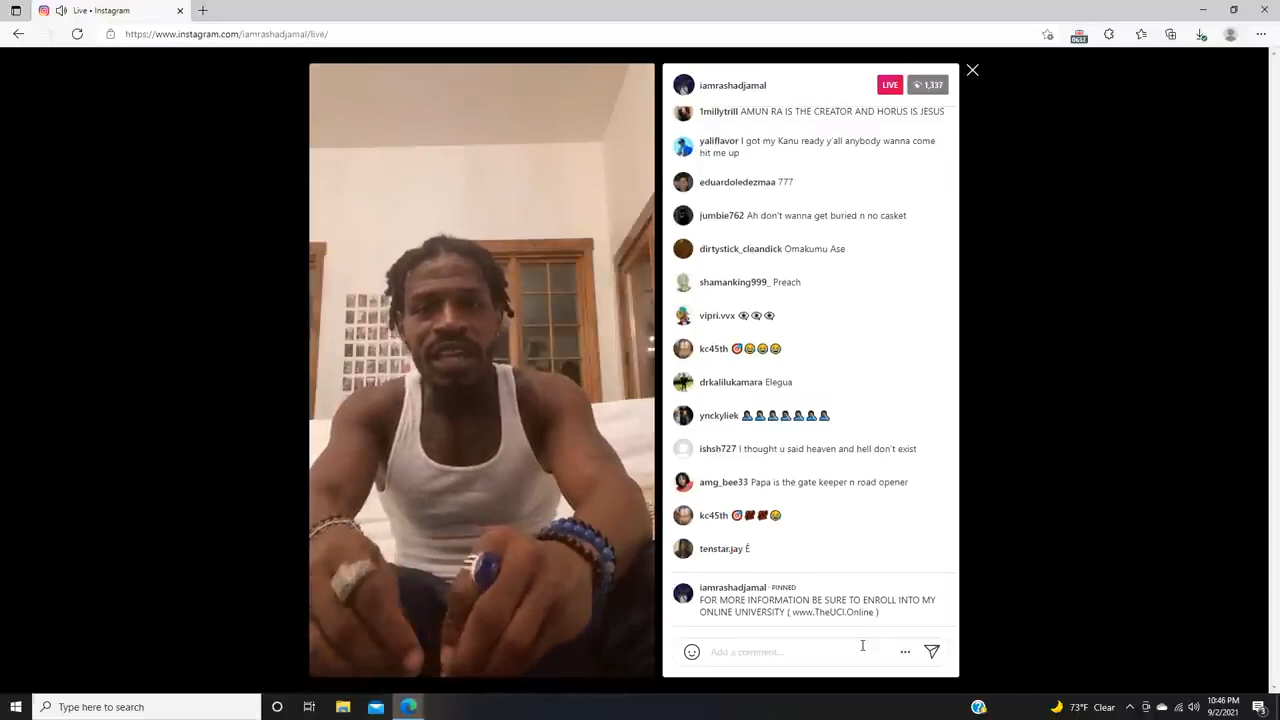 Live • Instagram
https://www.instagram.com/iamrashadjamal/live/
iamrashadjamal
LIVE
1,337
1millytrill AMUN RA IS THE CREATOR AND HORUS IS JESUS
yaliflavor I got my Kanu ready y'all anybody wanna come
hit me up
eduardoledezmaa 777
jumbie762 Ah don't wanna get buried n no casket
dirtystick_cleandick Omakumu Ase
shamanking999_ Preach
vipri.vvx 👁️‍🗨️👁️‍🗨️👁️‍🗨️
kc45th 🎯😂😂😂
drkalilukamara Elegua
ynckyliek
ishsh727 I thought u said heaven and hell don't exist
amg_bee33 Papa is the gate keeper n road opener
kc45th 🎯💯💯😂
tenstar.jay É
iamrashadjamal · PINNED
FOR MORE INFORMATION BE SURE TO ENROLL INTO MY
ONLINE UNIVERSITY ( www.TheUCI.Online )
Add a comment...
Type here to search
73°F Clear
10:46 PM
9/2/2021